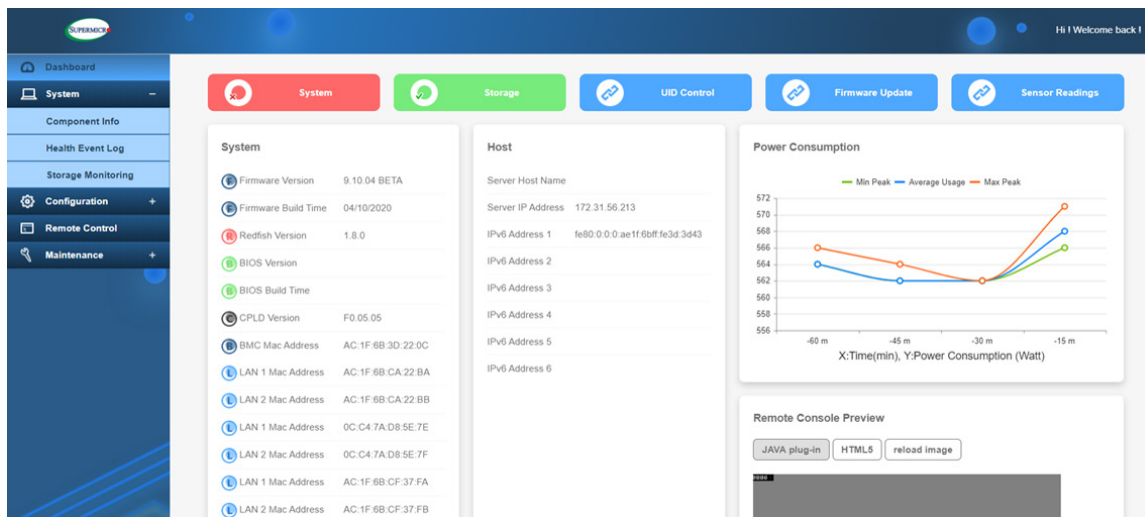 SUPERMICR
Hi ! Welcome back !
Dashboard
System
Component Info
Health Event Log
Storage Monitoring
Configuration
Remote Control
Maintenance
System
Storage
UID Control
Firmware Update
Sensor Readings
System
Firmware Version 9.10.04 BETA
Firmware Build Time 04/10/2020
Redfish Version 1.8.0
BIOS Version
BIOS Build Time
CPLD Version F0.05.05
BMC Mac Address AC:1F:6B:3D:22:0C
LAN 1 Mac Address AC:1F:6B:CA:22:BA
LAN 2 Mac Address AC:1F:6B:CA:22:BB
LAN 1 Mac Address 0C:C4:7A:D8:5E:7E
LAN 2 Mac Address 0C:C4:7A:D8:5E:7F
LAN 1 Mac Address AC:1F:6B:CF:37:FA
LAN 2 Mac Address AC:1F:6B:CF:37:FB
Host
Server Host Name
Server IP Address 172.31.56.213
IPv6 Address 1 fe80:0:0:0:ae1f:6bff:fe3d:3d43
IPv6 Address 2
IPv6 Address 3
IPv6 Address 4
IPv6 Address 5
IPv6 Address 6
Power Consumption
Min Peak Average Usage Max Peak
572
570
568
566
564
562
560
558
556
-60 m -45 m -30 m -15 m
X:Time(min), Y:Power Consumption (Watt)
Remote Console Preview
JAVA plug-in HTML5 reload image